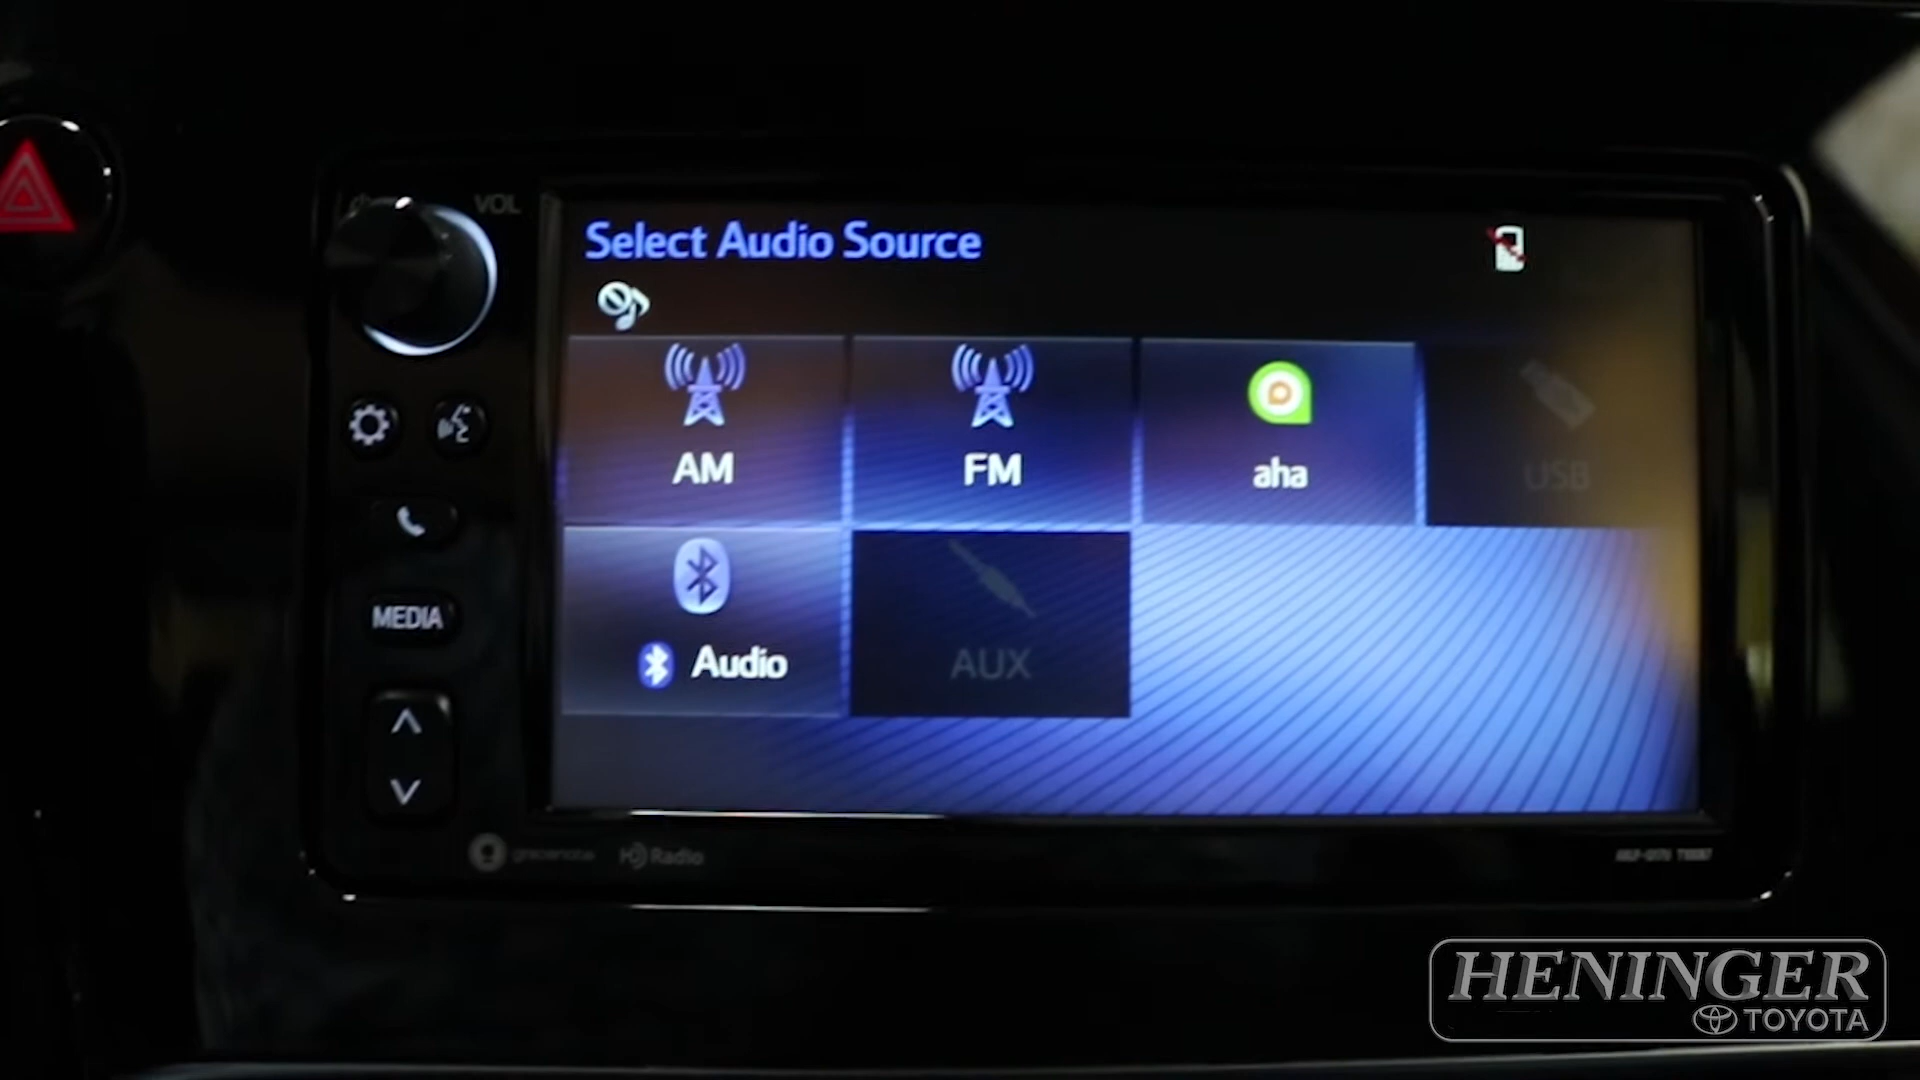 VOL
Select Audio Source
AM
FM
aha
USB
Audio
AUX
MEDIA
gracenote
HD Radio
HENINGER
TOYOTA